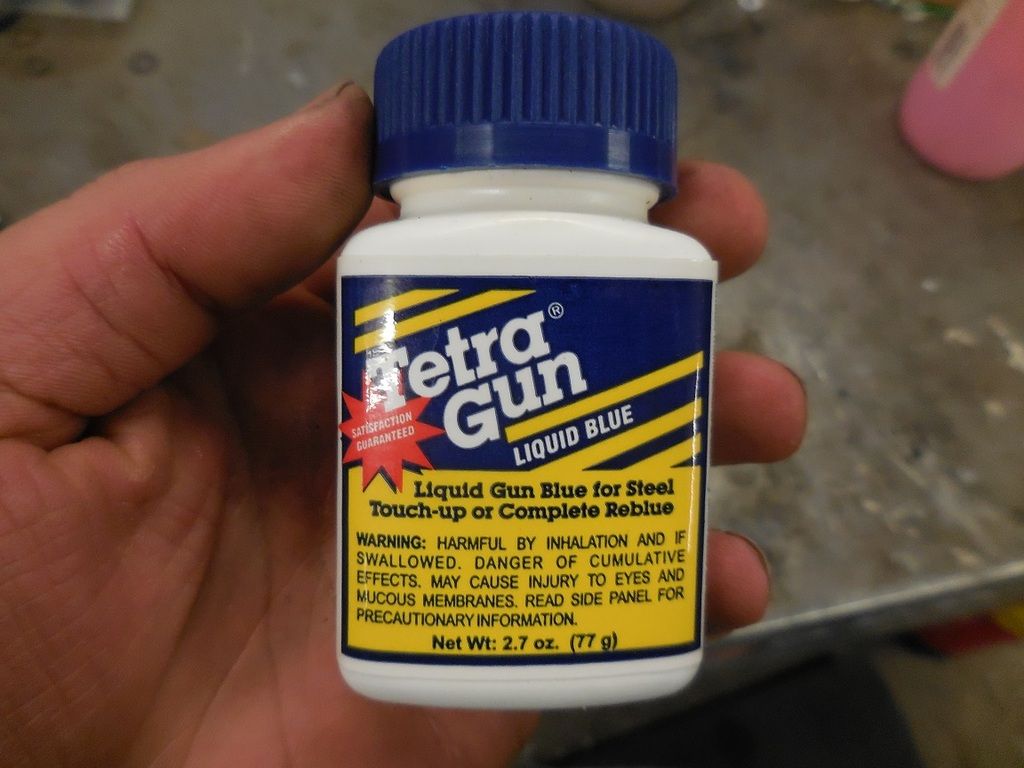 Tetra®
Gun
SATISFACTION
GUARANTEED
LIQUID BLUE
Liquid Gun Blue for Steel
Touch-up or Complete Reblue
WARNING: HARMFUL BY INHALATION AND IF
SWALLOWED. DANGER OF CUMULATIVE
EFFECTS. MAY CAUSE INJURY TO EYES AND
MUCOUS MEMBRANES. READ SIDE PANEL FOR
PRECAUTIONARY INFORMATION.
Net Wt: 2.7 oz. (77 g)